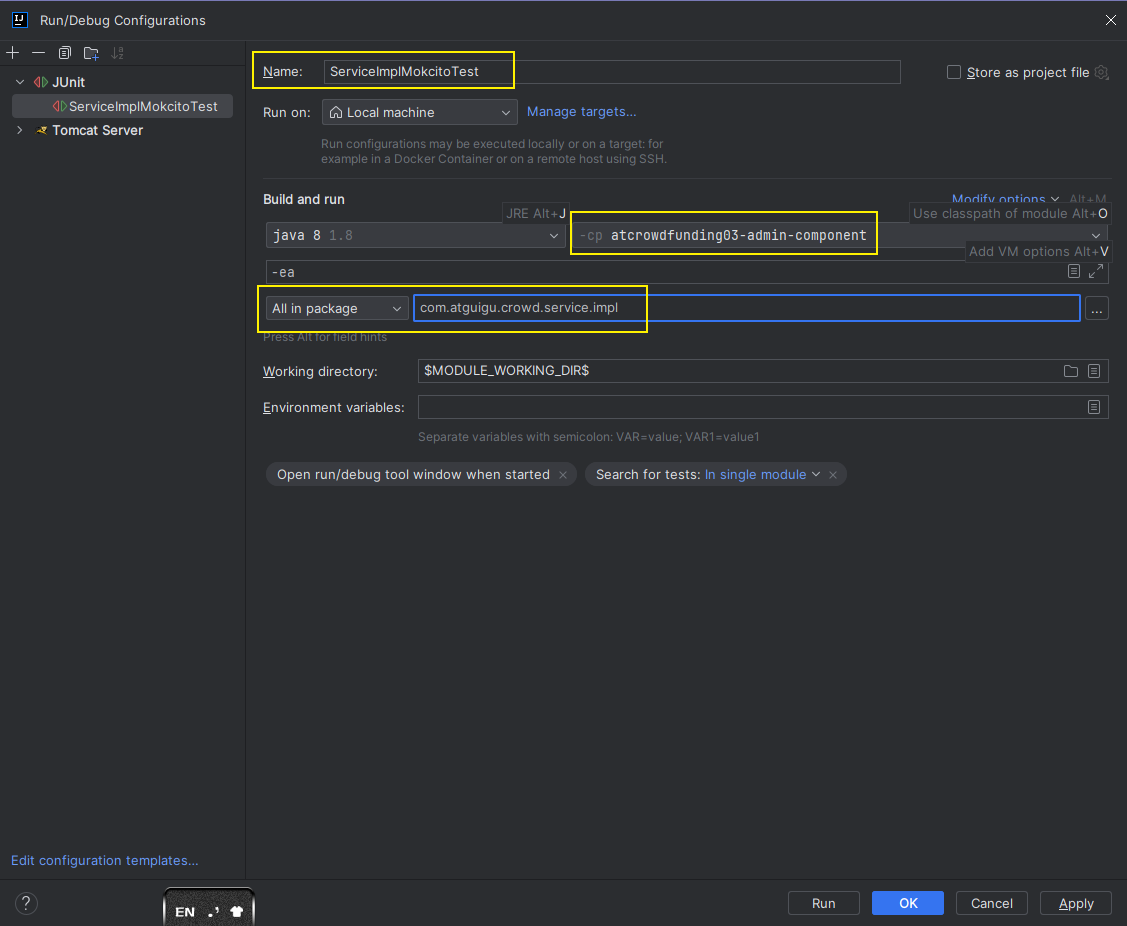 Run/Debug Configurations
JUnit
ServiceImplMokcitoTest
Tomcat Server
Edit configuration templates...
Name: ServiceImplMokcitoTest
Store as project file
Run on: Local machine
Manage targets...
Run configurations may be executed locally or on a target: for
example in a Docker Container or on a remote host using SSH.
Build and run
Modify options Alt+M
JRE Alt+J
Use classpath of module Alt+O
java 8 1.8
-cp atcrowdfunding03-admin-component
Add VM options Alt+V
-ea
All in package
com.atguigu.crowd.service.impl
...
Press Alt for field hints
Working directory: $MODULE_WORKING_DIR$
Environment variables:
Separate variables with semicolon: VAR=value; VAR1=value1
Open run/debug tool window when started
Search for tests: In single module
?
EN
Run
OK
Cancel
Apply